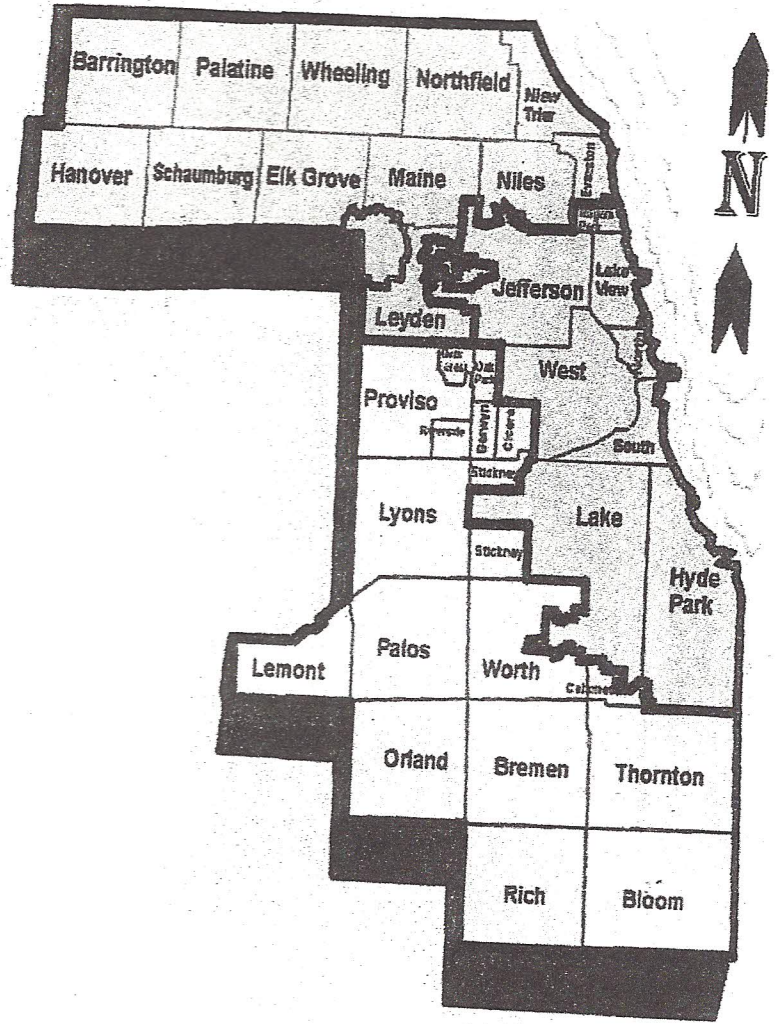 Barrington
Palatine
Wheeling
Northfield
New
Trier
Hanover
Schaumburg
Elk Grove
Maine
Niles
Evanston
N
Jefferson
Lake
View
Leyden
West
North
Proviso
Oak
Park
Riverside
Berwyn
Cicero
South
Stickney
Lyons
Lake
Stickney
Hyde
Park
Palos
Worth
Lemont
Calumet
Orland
Bremen
Thornton
Rich
Bloom